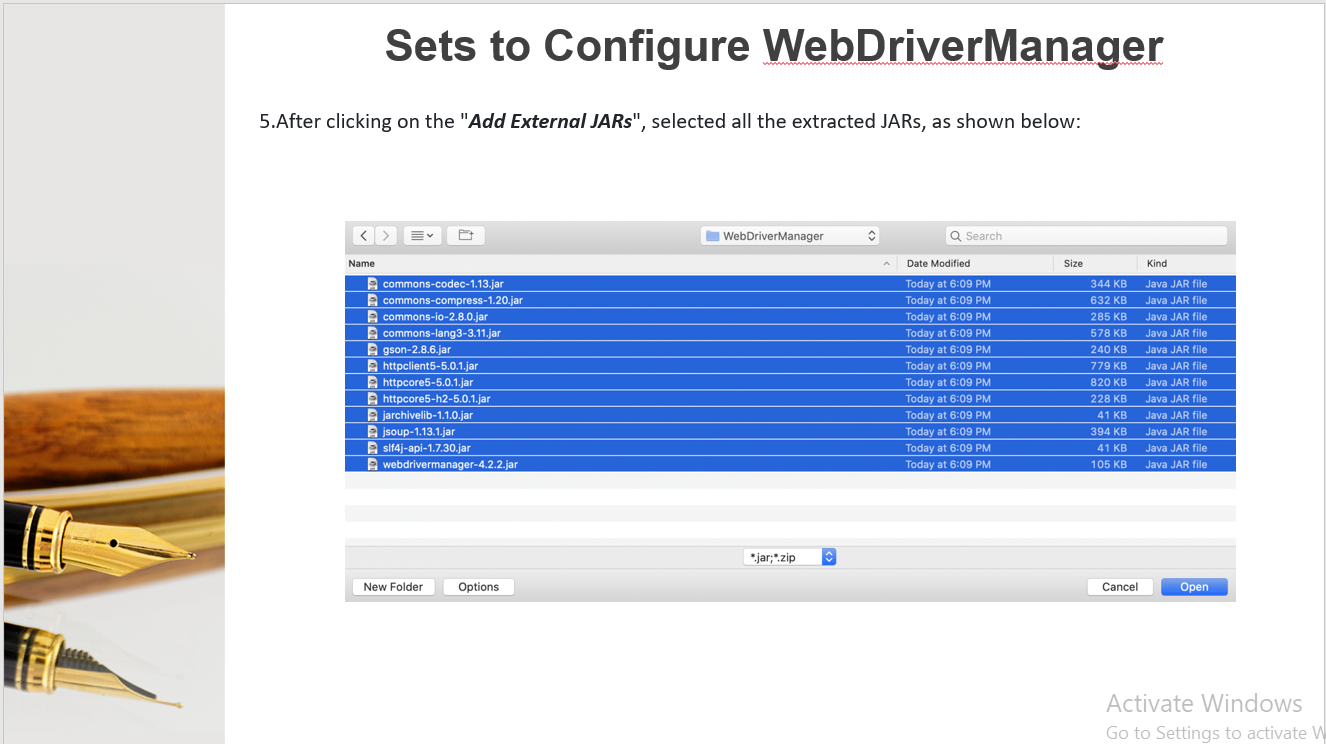 Sets to Configure WebDriverManager
5.After clicking on the "Add External JARs", selected all the extracted JARs, as shown below:
WebDriverManager
Search
Name Date Modified Size Kind
commons-codec-1.13.jar Today at 6:09 PM 344 KB Java JAR file
commons-compress-1.20.jar Today at 6:09 PM 632 KB Java JAR file
commons-io-2.8.0.jar Today at 6:09 PM 285 KB Java JAR file
commons-lang3-3.11.jar Today at 6:09 PM 578 KB Java JAR file
gson-2.8.6.jar Today at 6:09 PM 240 KB Java JAR file
httpclient5-5.0.1.jar Today at 6:09 PM 779 KB Java JAR file
httpcore5-5.0.1.jar Today at 6:09 PM 820 KB Java JAR file
httpcore5-h2-5.0.1.jar Today at 6:09 PM 228 KB Java JAR file
jarchivelib-1.1.0.jar Today at 6:09 PM 41 KB Java JAR file
jsoup-1.13.1.jar Today at 6:09 PM 394 KB Java JAR file
slf4j-api-1.7.30.jar Today at 6:09 PM 41 KB Java JAR file
webdrivermanager-4.2.2.jar Today at 6:09 PM 105 KB Java JAR file
*.jar;*.zip
New Folder Options Cancel Open
Activate Windows
Go to Settings to activate W